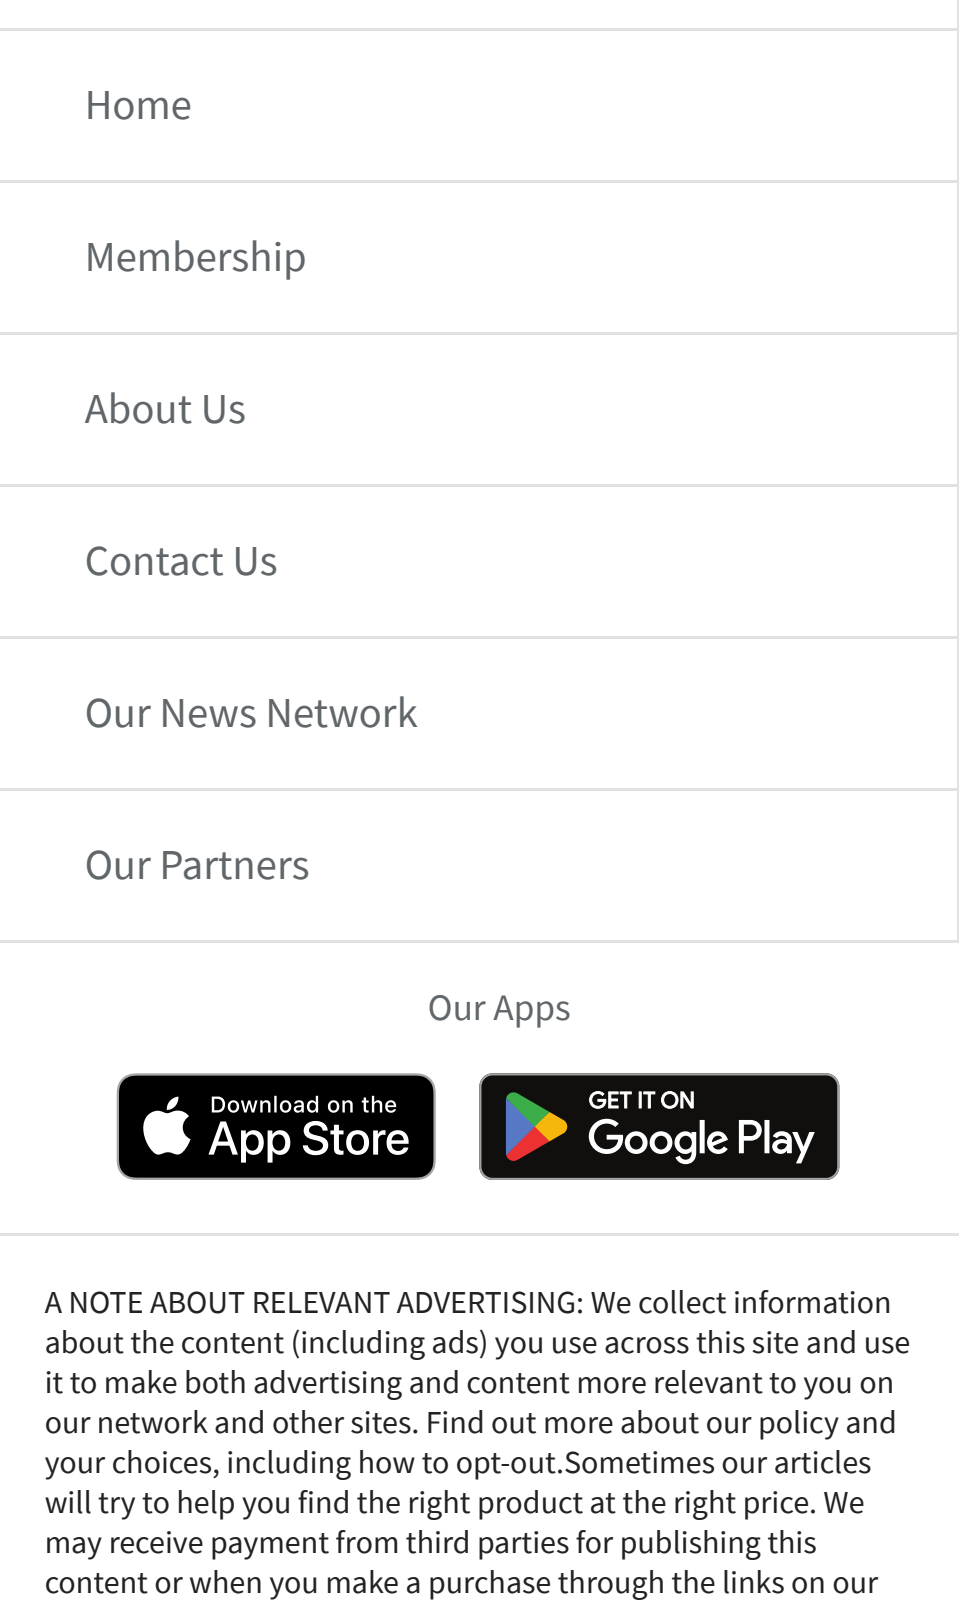 Home
Membership
About Us
Contact Us
Our News Network
Our Partners
Our Apps
Download on the
App Store
GET IT ON
Google Play
A NOTE ABOUT RELEVANT ADVERTISING: We collect information
about the content (including ads) you use across this site and use
it to make both advertising and content more relevant to you on
our network and other sites. Find out more about our policy and
your choices, including how to opt-out.Sometimes our articles
will try to help you find the right product at the right price. We
may receive payment from third parties for publishing this
content or when you make a purchase through the links on our